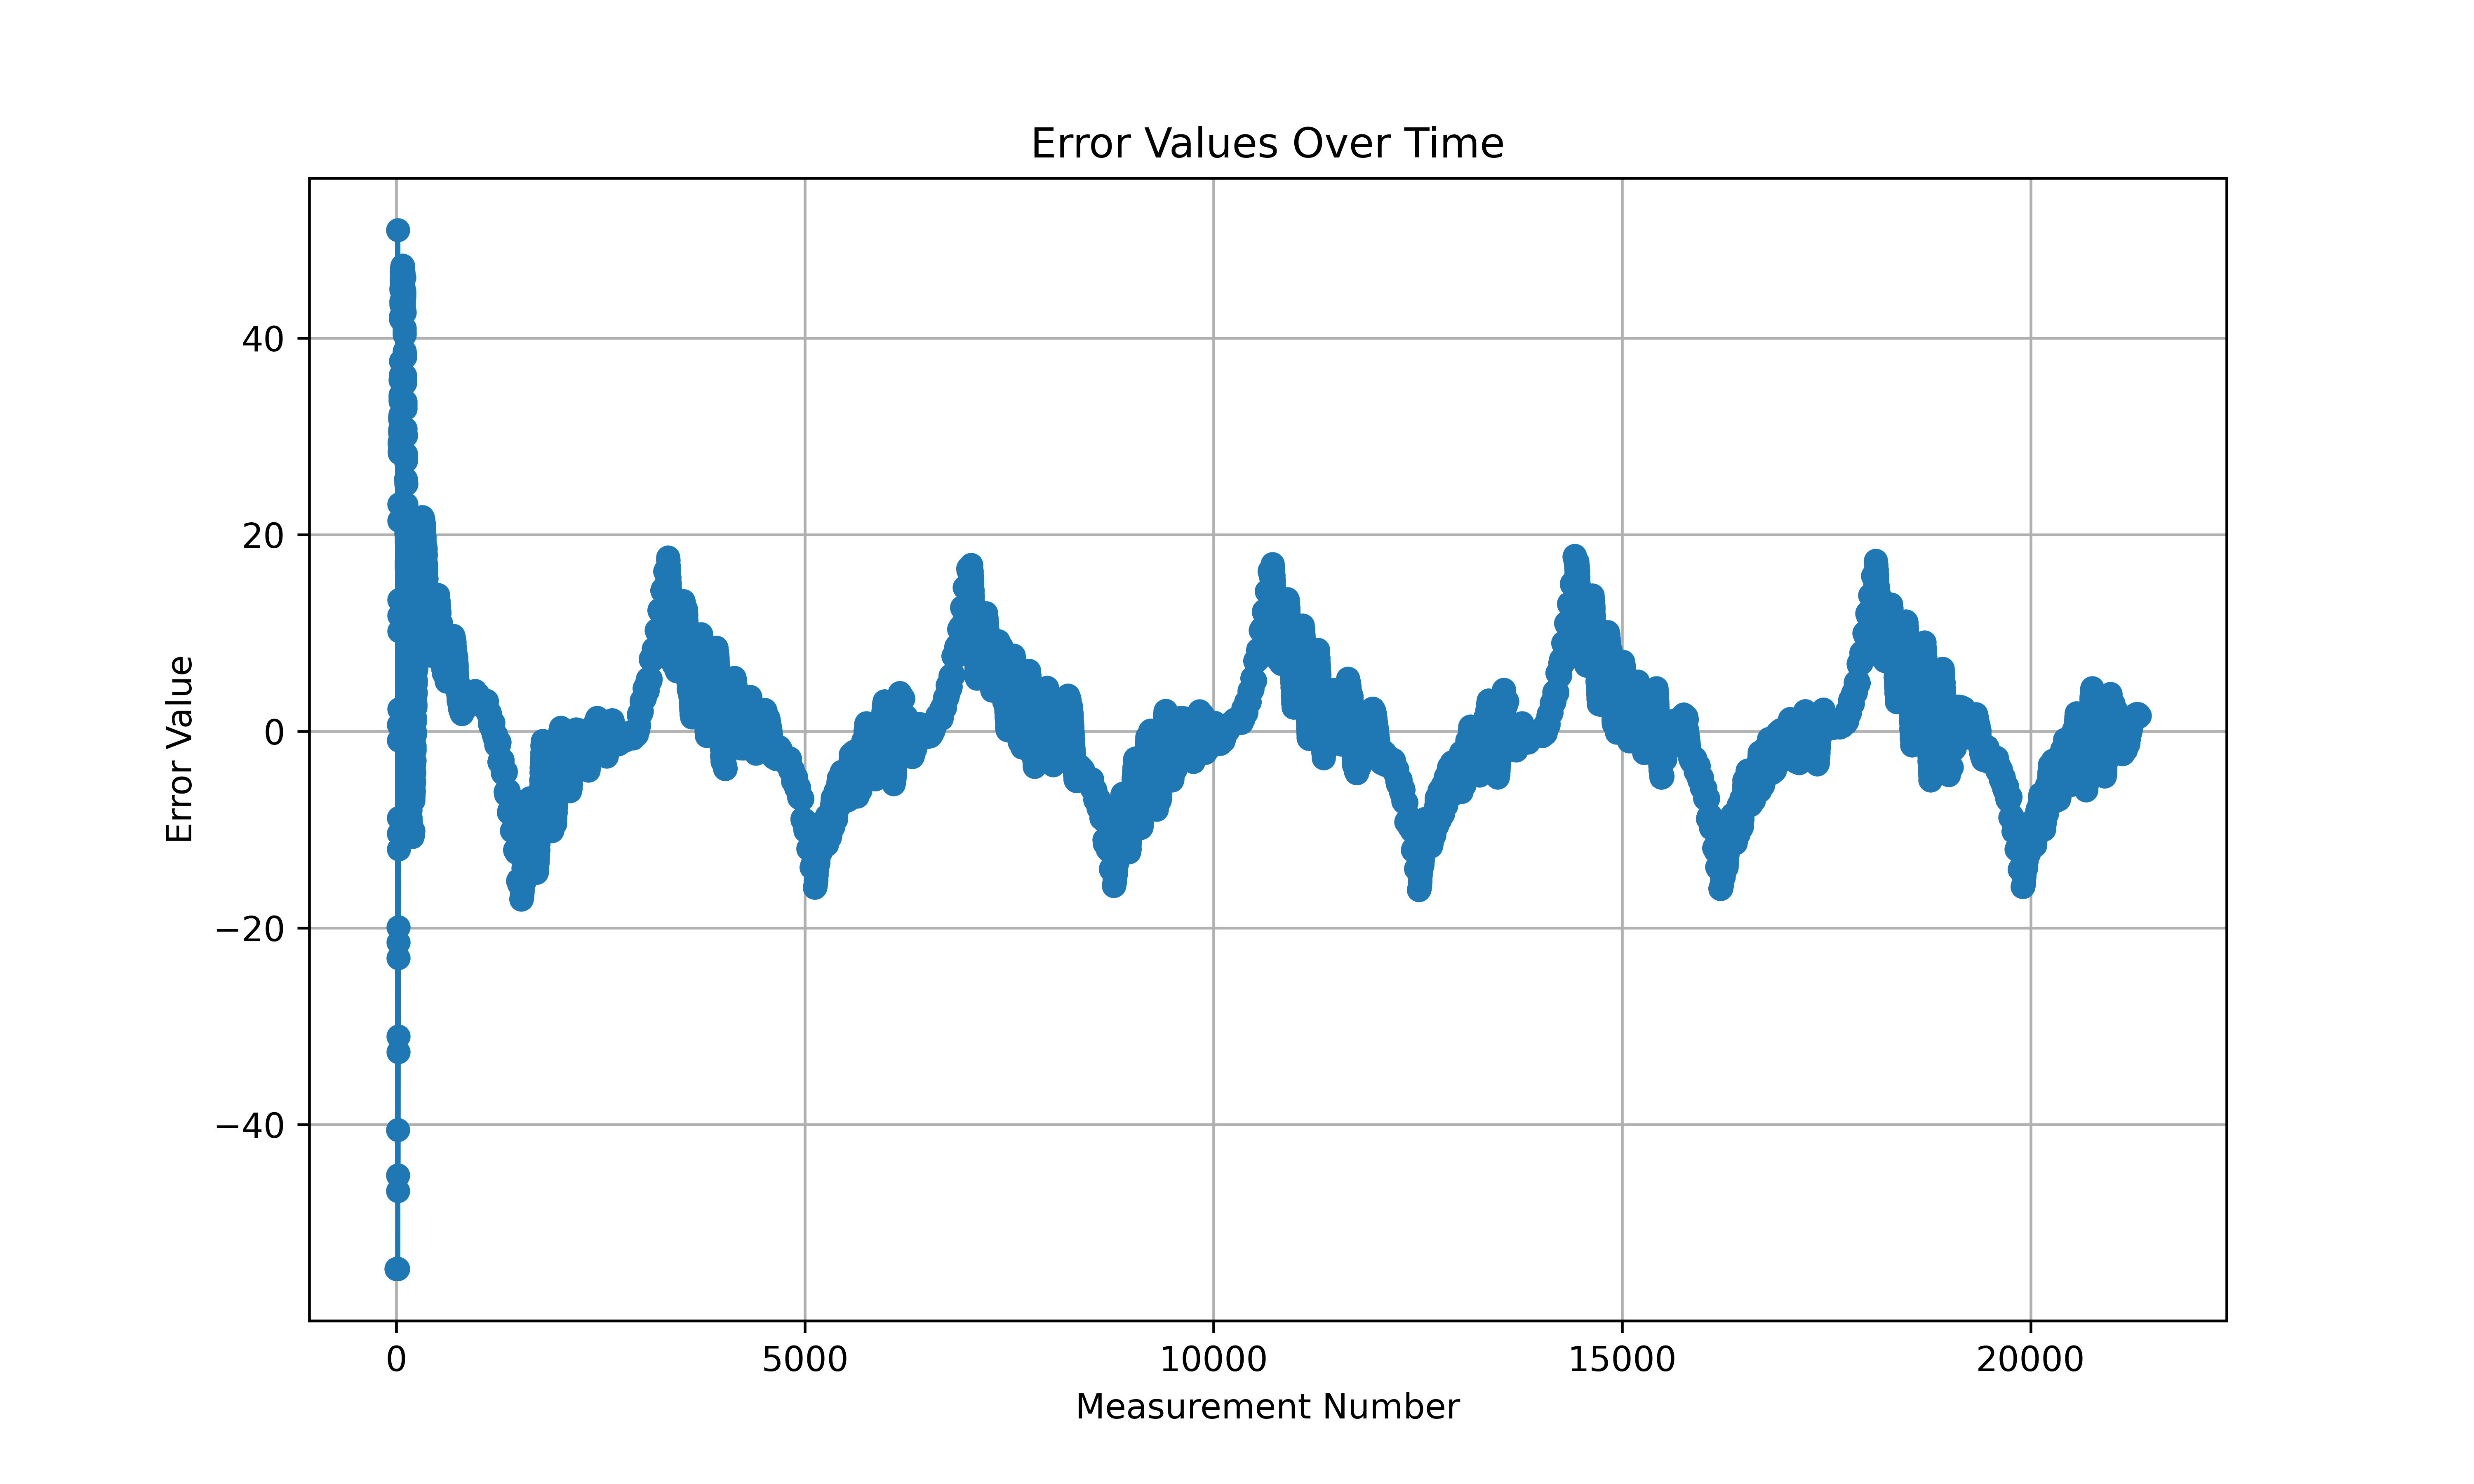 Error Values Over Time
Error Value
40
20
0
−20
−40
0 5000 10000 15000 20000
Measurement Number